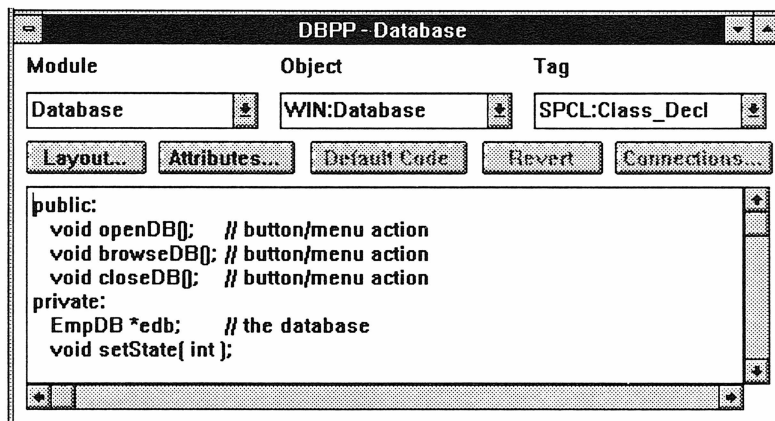 DBPP - Database
Module Object Tag
Database WIN:Database SPCL:Class_Decl
Layout... Attributes... Default Code Revert Connections...
public:
void openDB(); // button/menu action
void browseDB(); // button/menu action
void closeDB(); // button/menu action
private:
EmpDB *edb; // the database
void setState( int );